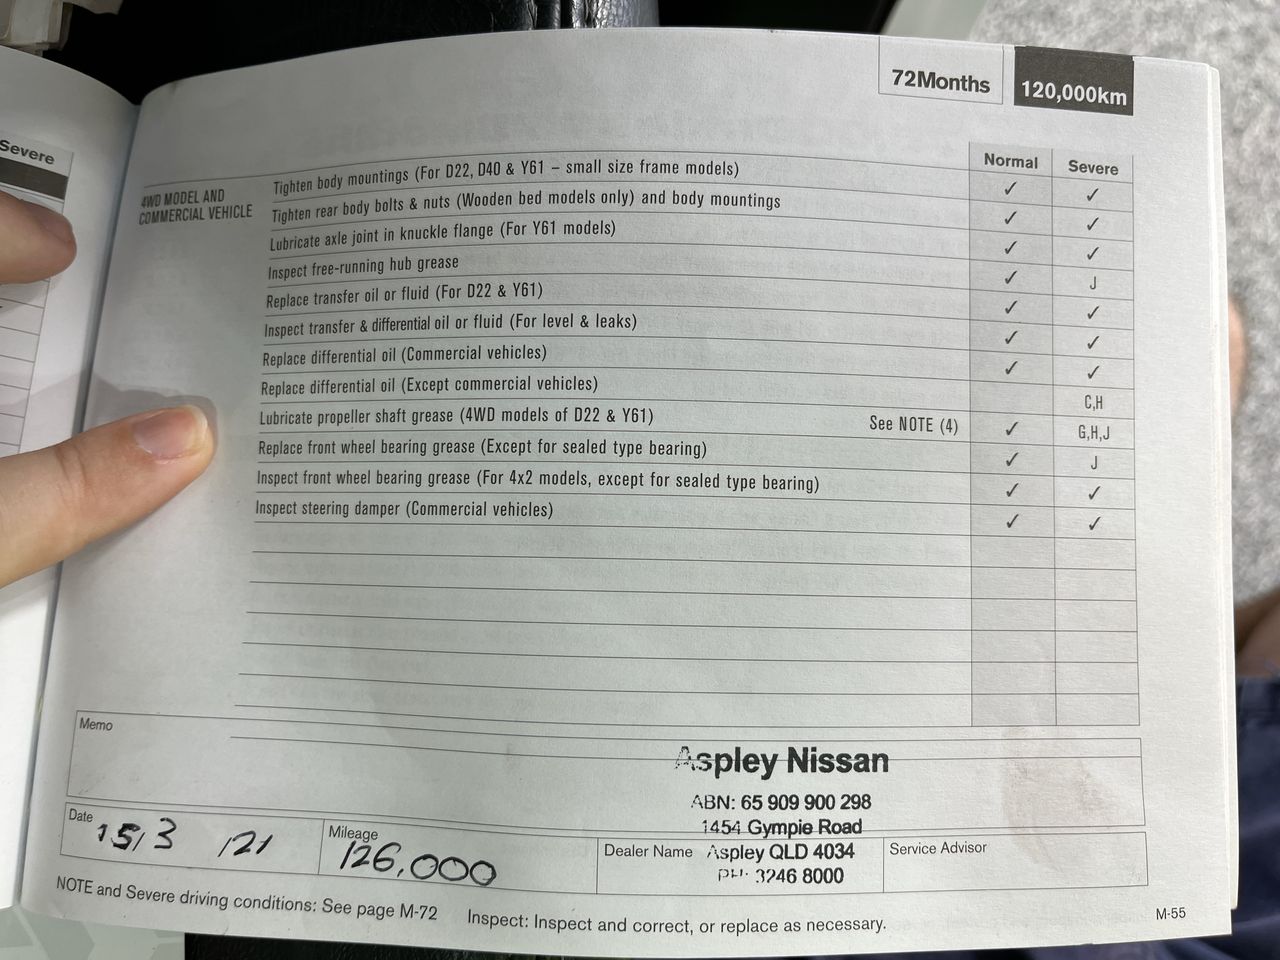 Severe
72Months 120,000km
Normal Severe
4WD MODEL AND
COMMERCIAL VEHICLE
Tighten body mountings (For D22, D40 & Y61 – small size frame models) ✓ ✓
Tighten rear body bolts & nuts (Wooden bed models only) and body mountings ✓ ✓
Lubricate axle joint in knuckle flange (For Y61 models) ✓ ✓
Inspect free-running hub grease ✓ J
Replace transfer oil or fluid (For D22 & Y61) ✓ ✓
Inspect transfer & differential oil or fluid (For level & leaks) ✓ ✓
Replace differential oil (Commercial vehicles) ✓ ✓
Replace differential oil (Except commercial vehicles) C,H
Lubricate propeller shaft grease (4WD models of D22 & Y61) See NOTE (4) ✓ G,H,J
Replace front wheel bearing grease (Except for sealed type bearing) ✓ J
Inspect front wheel bearing grease (For 4x2 models, except for sealed type bearing) ✓ ✓
Inspect steering damper (Commercial vehicles) ✓ ✓
Memo
Aspley Nissan
ABN: 65 909 900 298
1454 Gympie Road
Aspley QLD 4034
PH: 3246 8000
Date 15/3/21
Mileage 126,000
Dealer Name
Service Advisor
NOTE and Severe driving conditions: See page M-72 Inspect: Inspect and correct, or replace as necessary.
M-55